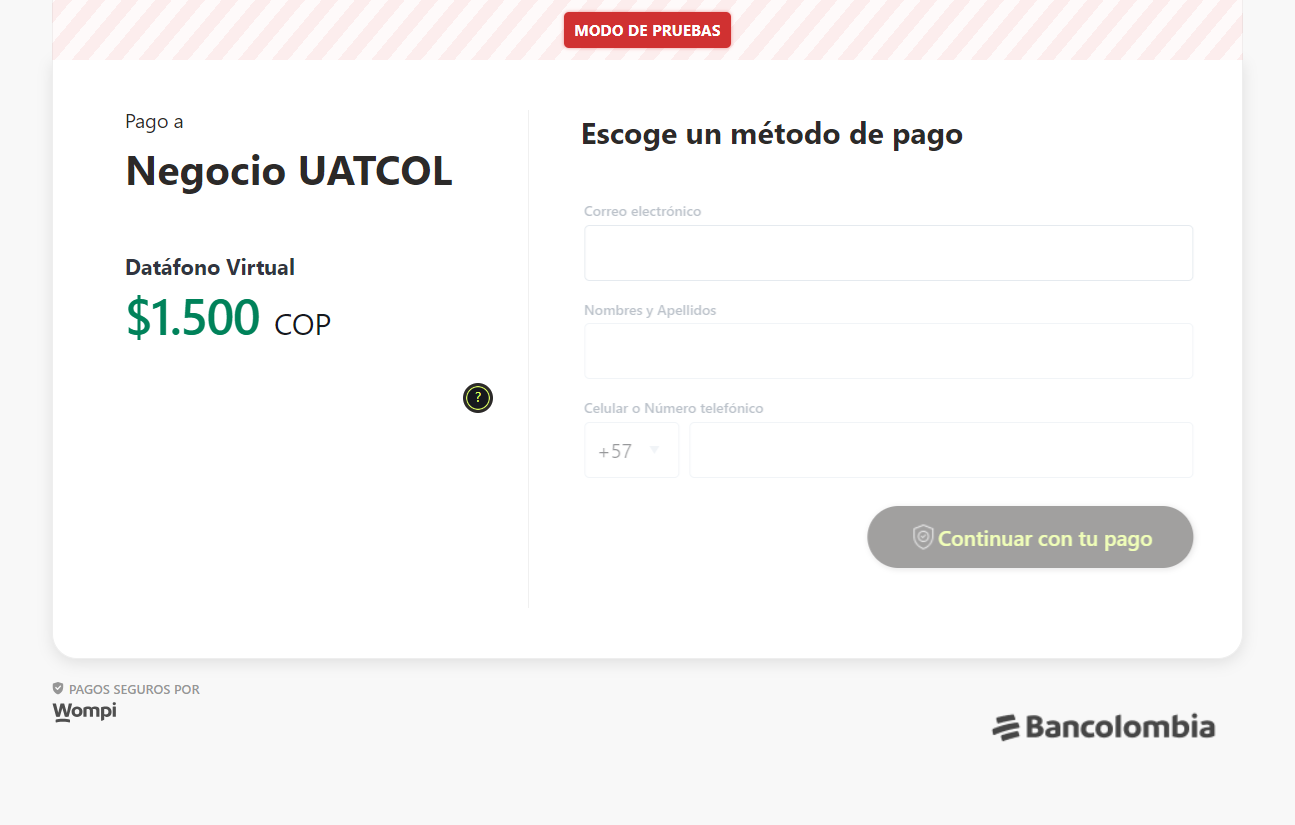 MODO DE PRUEBAS
Pago a
Negocio UATCOL
Datáfono Virtual
$1.500 COP
?
Escoge un método de pago
Correo electrónico
Nombres y Apellidos
Celular o Número telefónico
+57
Continuar con tu pago
PAGOS SEGUROS POR
Wompi
Bancolombia